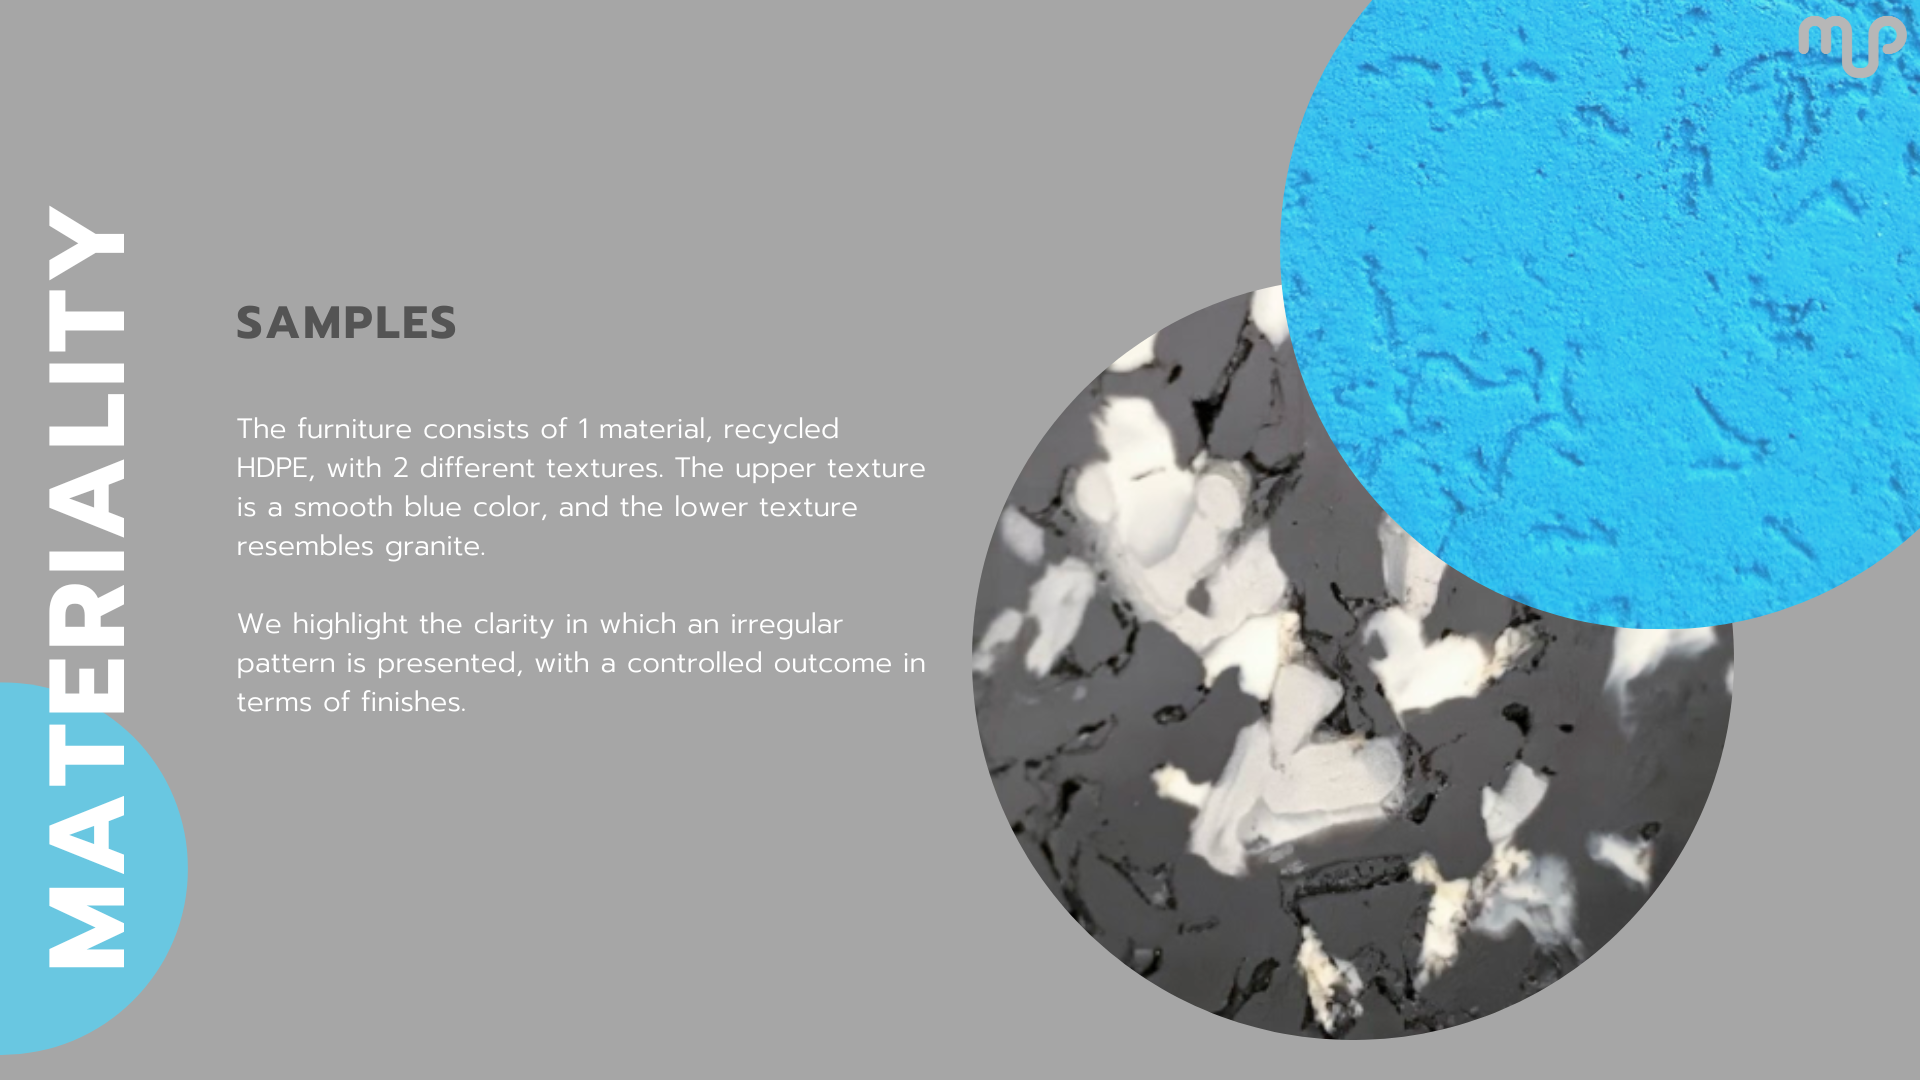 MATERIALITY
SAMPLES
The furniture consists of 1 material, recycled
HDPE, with 2 different textures. The upper texture
is a smooth blue color, and the lower texture
resembles granite.
We highlight the clarity in which an irregular
pattern is presented, with a controlled outcome in
terms of finishes.
mup